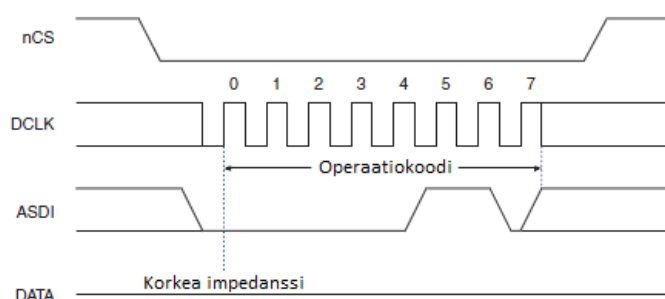 nCS
0 1 2 3 4 5 6 7
DCLK
Operaatiokoodi
ASDI
Korkea impedanssi
DATA